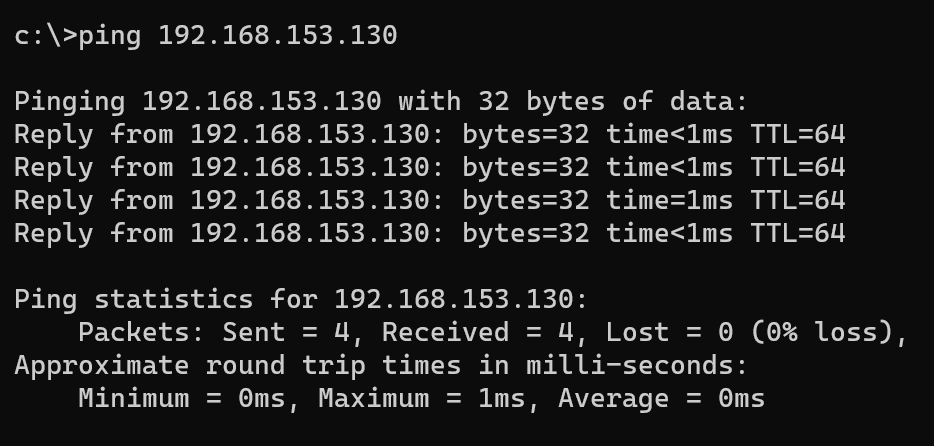 c:\>ping 192.168.153.130
Pinging 192.168.153.130 with 32 bytes of data:
Reply from 192.168.153.130: bytes=32 time<1ms TTL=64
Reply from 192.168.153.130: bytes=32 time<1ms TTL=64
Reply from 192.168.153.130: bytes=32 time=1ms TTL=64
Reply from 192.168.153.130: bytes=32 time<1ms TTL=64
Ping statistics for 192.168.153.130:
    Packets: Sent = 4, Received = 4, Lost = 0 (0% loss),
Approximate round trip times in milli-seconds:
    Minimum = 0ms, Maximum = 1ms, Average = 0ms